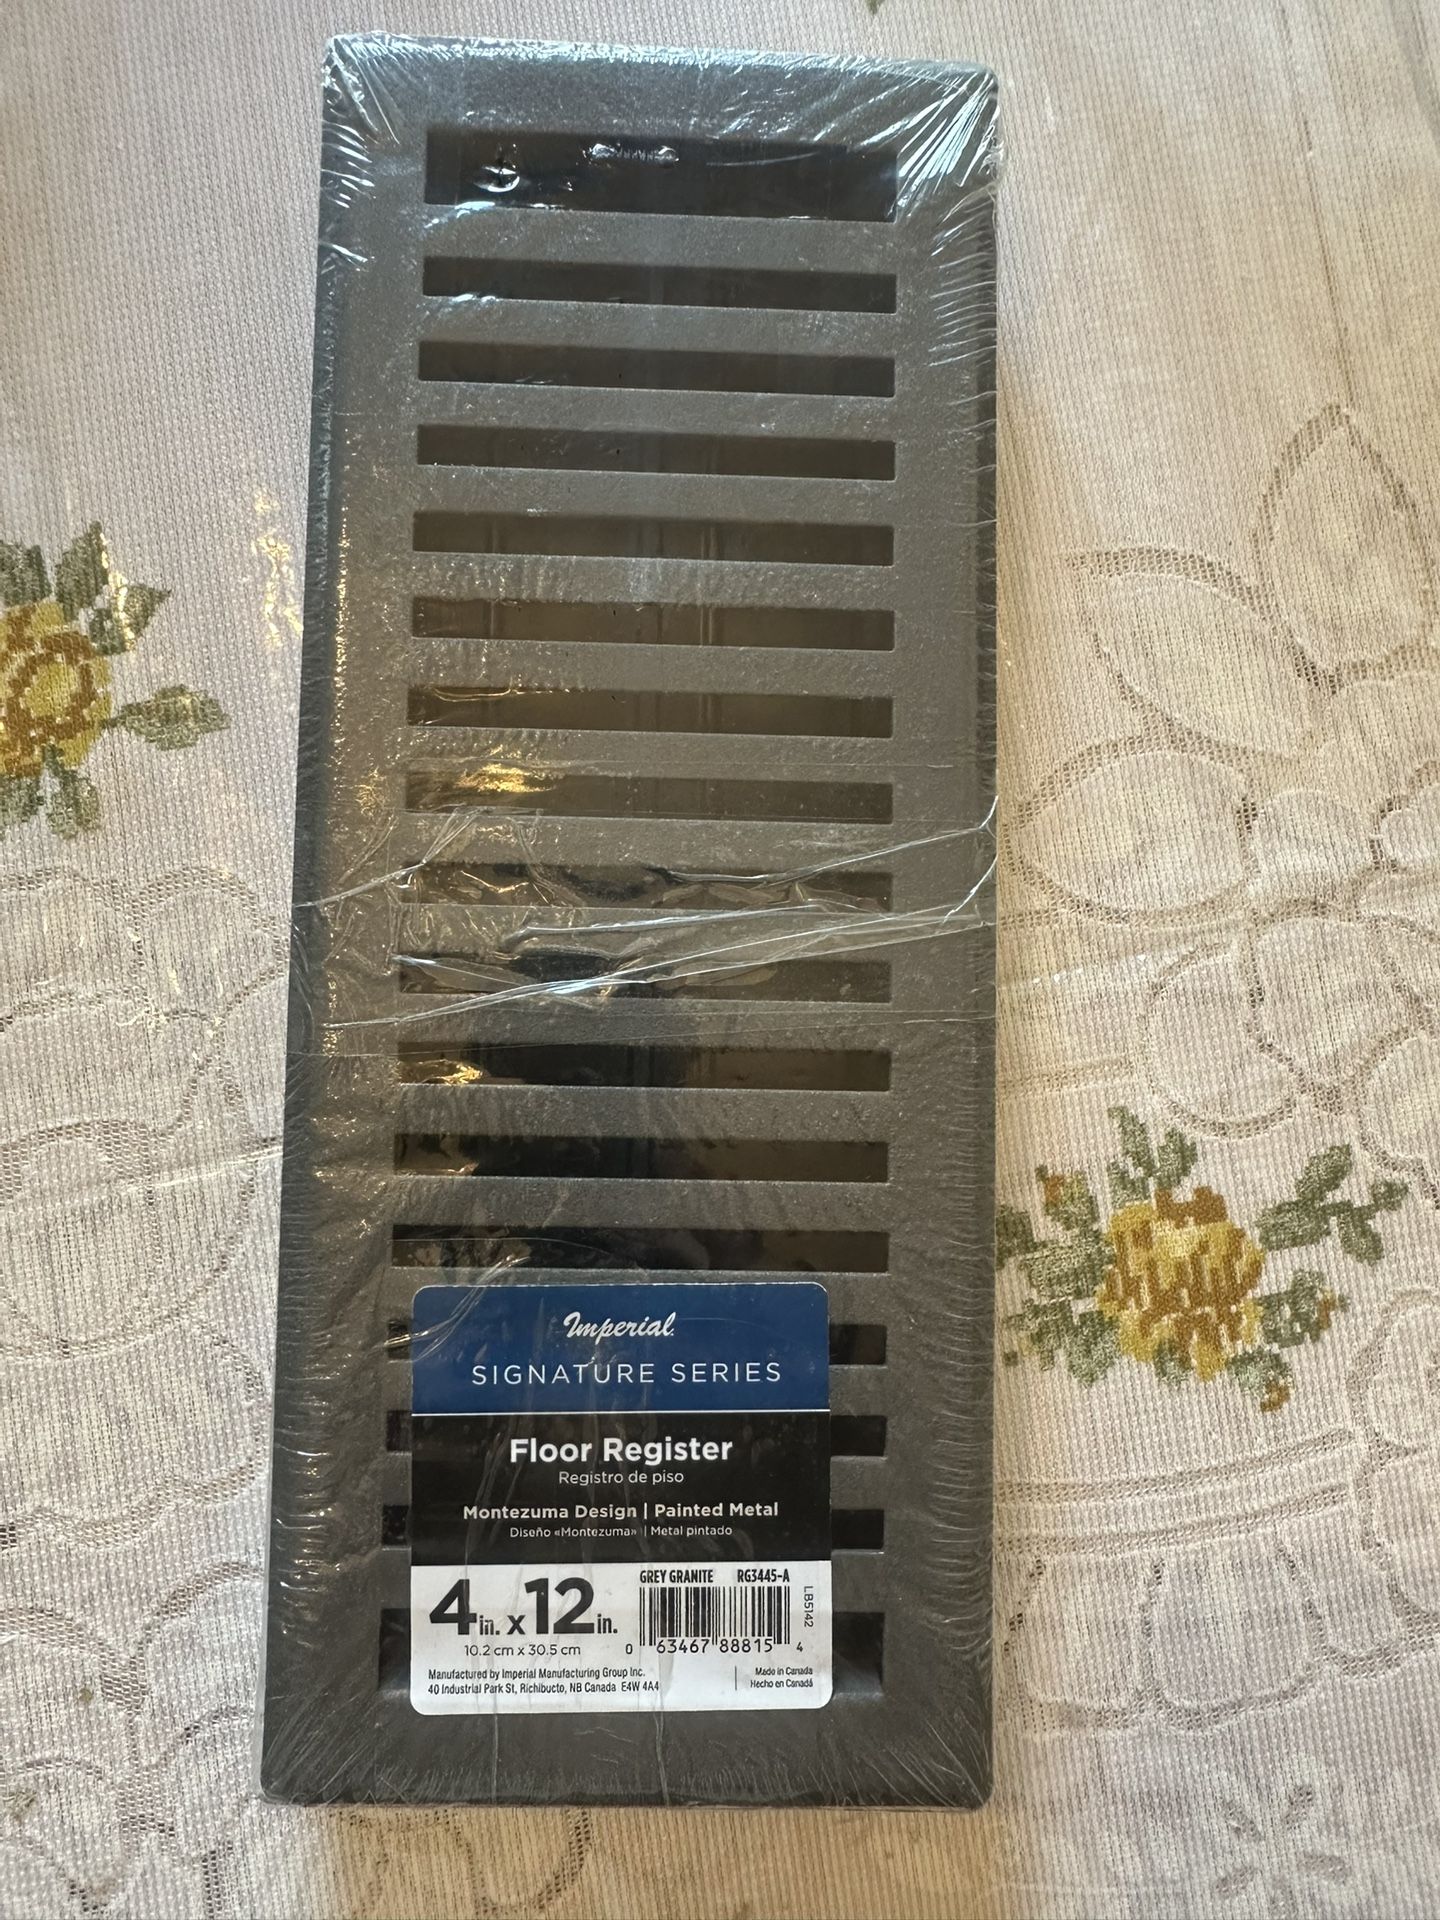 Imperial
SIGNATURE SERIES
Floor Register
Registro de piso
Montezuma Design | Painted Metal
Diseño «Montezuma» | Metal pintado
4in. x 12in.
10.2 cm x 30.5 cm
GREY GRANITE RG3445-A
LB5142
0 63467 88815 4
Manufactured by Imperial Manufacturing Group Inc.
40 Industrial Park St, Richibucto, NB Canada E4W 4A4
Made in Canada
Hecho en Canadá